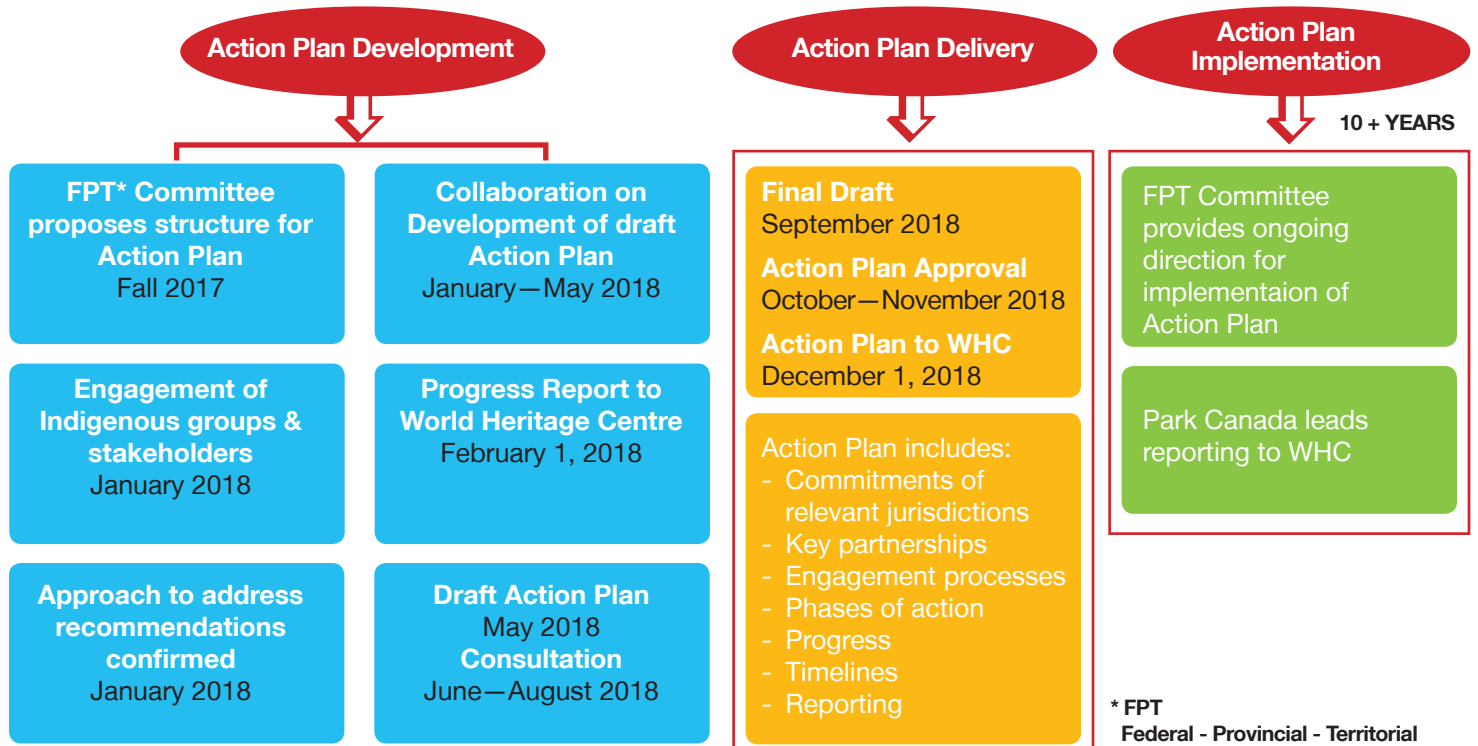 Action Plan Development
FPT* Committee
proposes structure for
Action Plan
Fall 2017
Engagement of
Indigenous groups &
stakeholders
January 2018
Approach to address
recommendations
confirmed
January 2018
Collaboration on
Development of draft
Action Plan
January—May 2018
Progress Report to
World Heritage Centre
February 1, 2018
Draft Action Plan
May 2018
Consultation
June—August 2018
Action Plan Delivery
Final Draft
September 2018
Action Plan Approval
October—November 2018
Action Plan to WHC
December 1, 2018
Action Plan includes:
- Commitments of
relevant jurisdictions
- Key partnerships
- Engagement processes
- Phases of action
- Progress
- Timelines
- Reporting
Action Plan
Implementation
10 + YEARS
FPT Committee
provides ongoing
direction for
implementaion of
Action Plan
Park Canada leads
reporting to WHC
* FPT
Federal - Provincial - Territorial